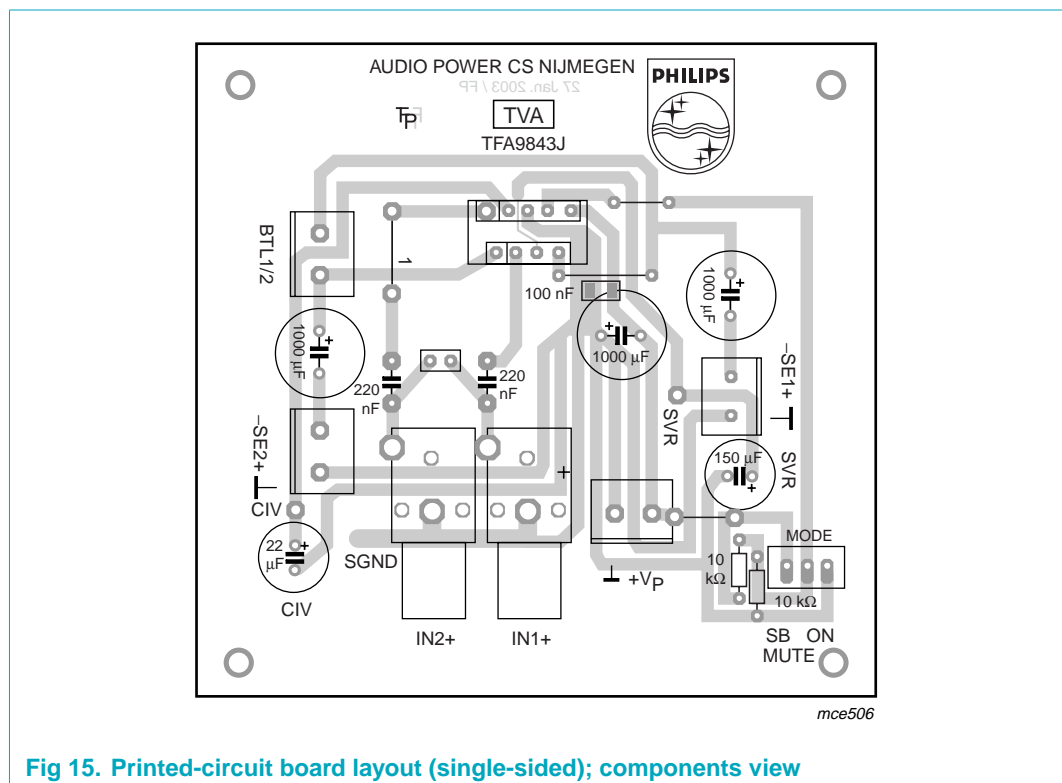 AUDIO POWER CS NIJMEGEN
PHILIPS
27 Jan. 2003 / FP
TVA
TFA9843J
BTL1/2
1
100 nF
1000 µF
+
1000 µF
+
1000 µF
+
220
nF
220
nF
–SE1+
SVR
–SE2+
+
150 µF
+
SVR
CIV
22
µF
+
SGND
CIV
+VP
MODE
10
kΩ
10 kΩ
IN2+
IN1+
SB ON
MUTE
mce506
Fig 15. Printed-circuit board layout (single-sided); components view